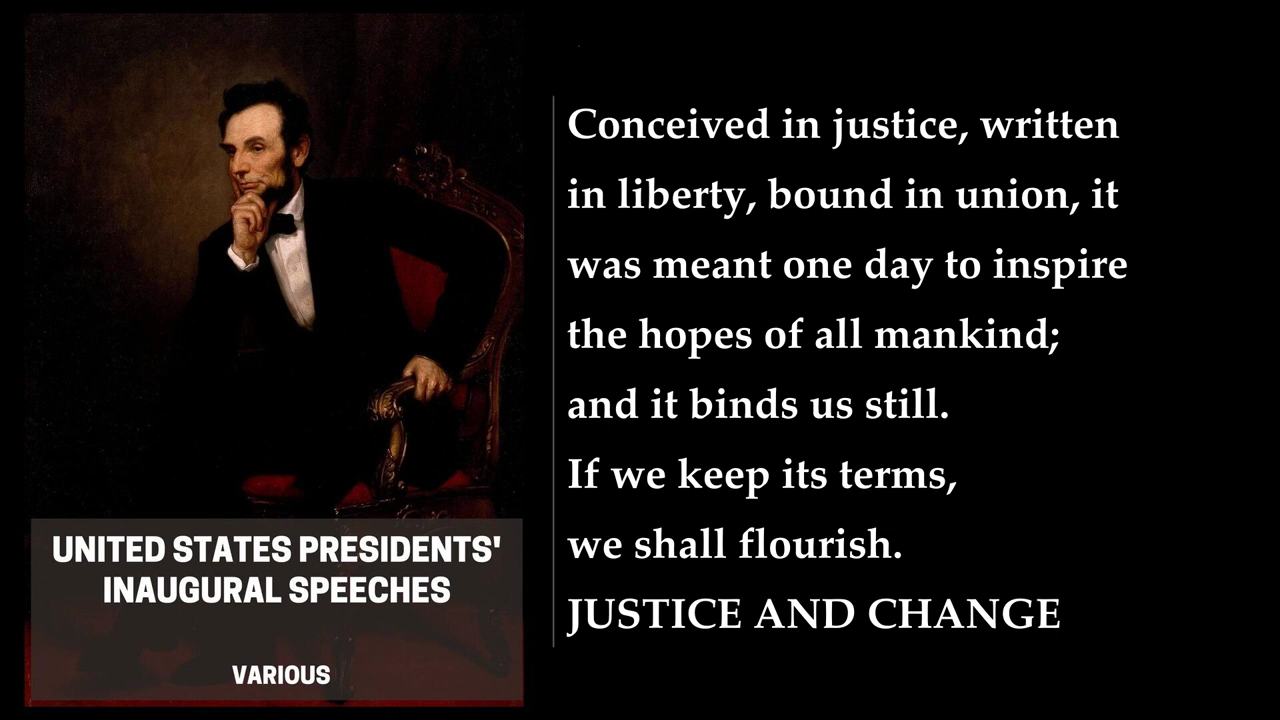 UNITED STATES PRESIDENTS'
INAUGURAL SPEECHES
VARIOUS
Conceived in justice, written
in liberty, bound in union, it
was meant one day to inspire
the hopes of all mankind;
and it binds us still.
If we keep its terms,
we shall flourish.
JUSTICE AND CHANGE